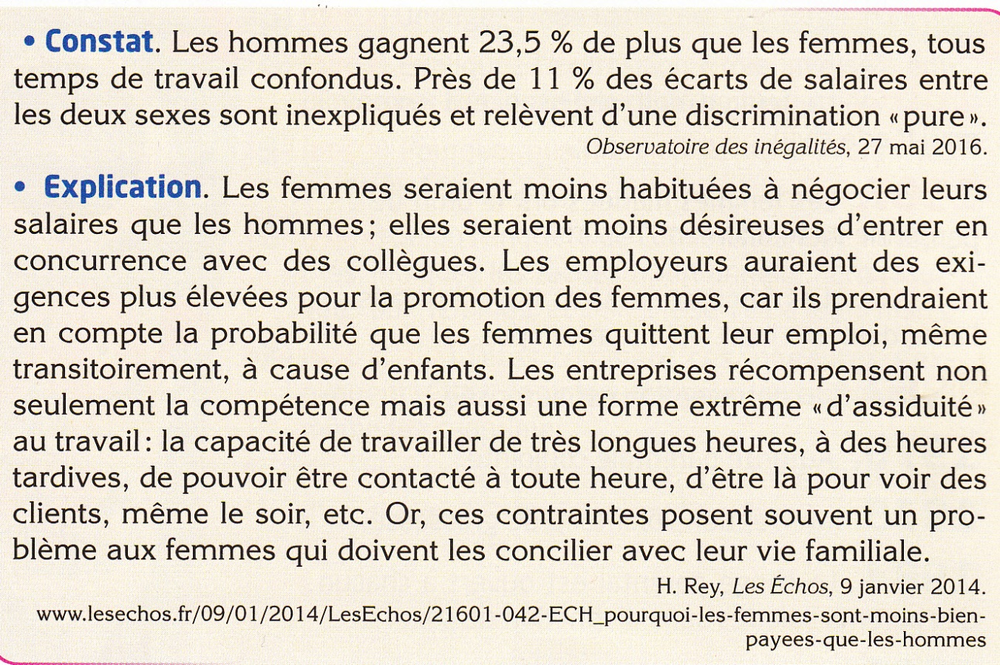 • Constat. Les hommes gagnent 23,5 % de plus que les femmes, tous
temps de travail confondus. Près de 11 % des écarts de salaires entre
les deux sexes sont inexpliqués et relèvent d’une discrimination « pure ».
Observatoire des inégalités, 27 mai 2016.
• Explication. Les femmes seraient moins habituées à négocier leurs
salaires que les hommes ; elles seraient moins désireuses d’entrer en
concurrence avec des collègues. Les employeurs auraient des exi-
gences plus élevées pour la promotion des femmes, car ils prendraient
en compte la probabilité que les femmes quittent leur emploi, même
transitoirement, à cause d’enfants. Les entreprises récompensent non
seulement la compétence mais aussi une forme extrême « d’assiduité »
au travail : la capacité de travailler de très longues heures, à des heures
tardives, de pouvoir être contacté à toute heure, d’être là pour voir des
clients, même le soir, etc. Or, ces contraintes posent souvent un pro-
blème aux femmes qui doivent les concilier avec leur vie familiale.
H. Rey, Les Échos, 9 janvier 2014.
www.lesechos.fr/09/01/2014/LesEchos/21601-042-ECH_pourquoi-les-femmes-sont-moins-bien-
payees-que-les-hommes